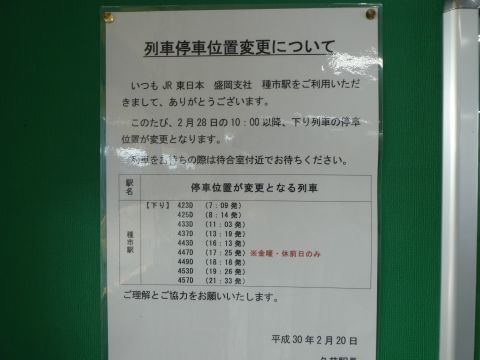 列車停車位置変更について
いつもJR東日本 盛岡支社 種市駅をご利用いただ
きまして、ありがとうございます。
このたび、2月28日の10:00以降、下り列車の停車
位置が変更となります。
列車をお待ちの際は待合室付近でお待ちください。
駅名 停車位置が変更となる列車
種市駅
【下り】 423D (7:09発)
425D (8:14発)
433D (11:03発)
437D (13:19発)
443D (16:13発)
447D (17:25発) ※金曜・休前日のみ
449D (18:18発)
453D (19:26発)
457D (21:33発)
ご理解とご協力をお願いいたします。
平成30年2月20日